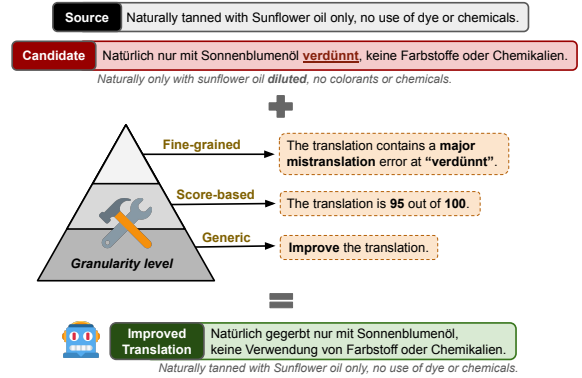 Source Naturally tanned with Sunflower oil only, no use of dye or chemicals.
Candidate Natürlich nur mit Sonnenblumenöl verdünnt, keine Farbstoffe oder Chemikalien.
Naturally only with sunflower oil diluted, no colorants or chemicals.
Fine-grained
The translation contains a major
mistranslation error at “verdünnt”.
Score-based
The translation is 95 out of 100.
Generic
Improve the translation.
Granularity level
Improved
Translation
Natürlich gegerbt nur mit Sonnenblumenöl,
keine Verwendung von Farbstoff oder Chemikalien.
Naturally tanned with Sunflower oil only, no use of dye or chemicals.